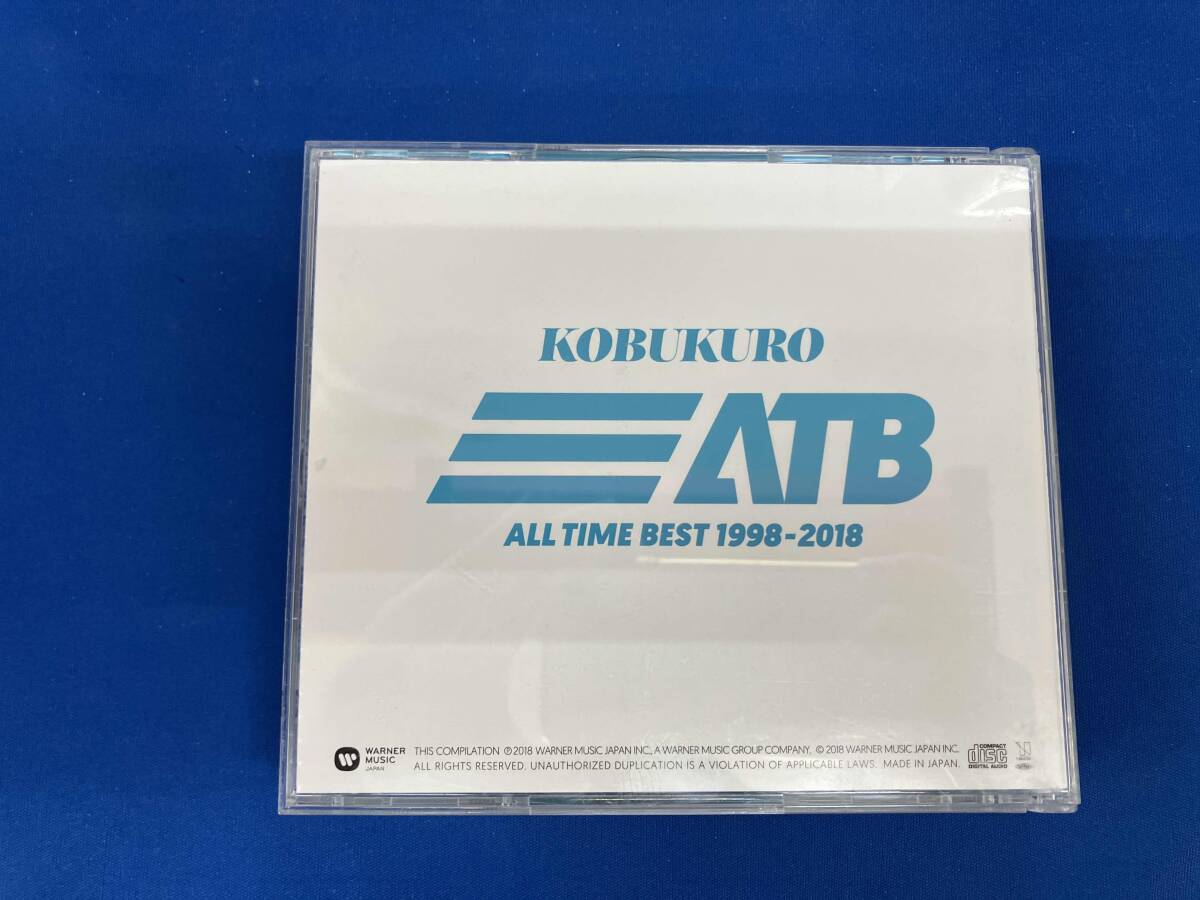 KOBUKURO
ATB
ALL TIME BEST 1998-2018
WARNER
MUSIC
JAPAN
THIS COMPILATION ℗2018 WARNER MUSIC JAPAN INC., A WARNER MUSIC GROUP COMPANY. © 2018 WARNER MUSIC JAPAN INC.
ALL RIGHTS RESERVED. UNAUTHORIZED DUPLICATION IS A VIOLATION OF APPLICABLE LAWS. MADE IN JAPAN.
COMPACT
disc
DIGITAL AUDIO